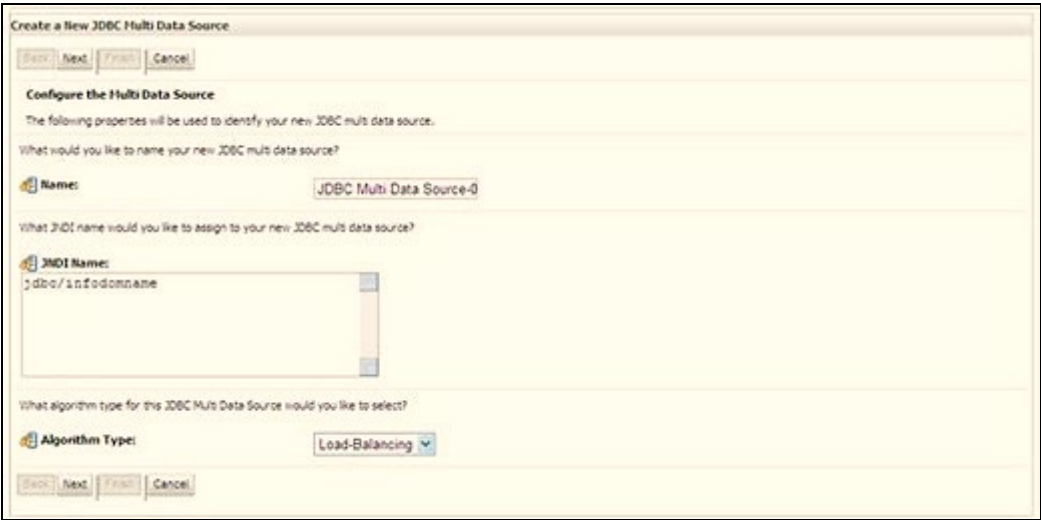 Create a New JDBC Multi Data Source
Back Next Finish Cancel
Configure the Multi Data Source
The following properties will be used to identify your new JDBC multi data source.
What would you like to name your new JDBC multi data source?
Name: JDBC Multi Data Source-0
What JNDI name would you like to assign to your new JDBC multi data source?
JNDI Name:
jdbc/infodomname
What algorithm type for this JDBC Multi Data Source would you like to select?
Algorithm Type: Load-Balancing
Back Next Finish Cancel